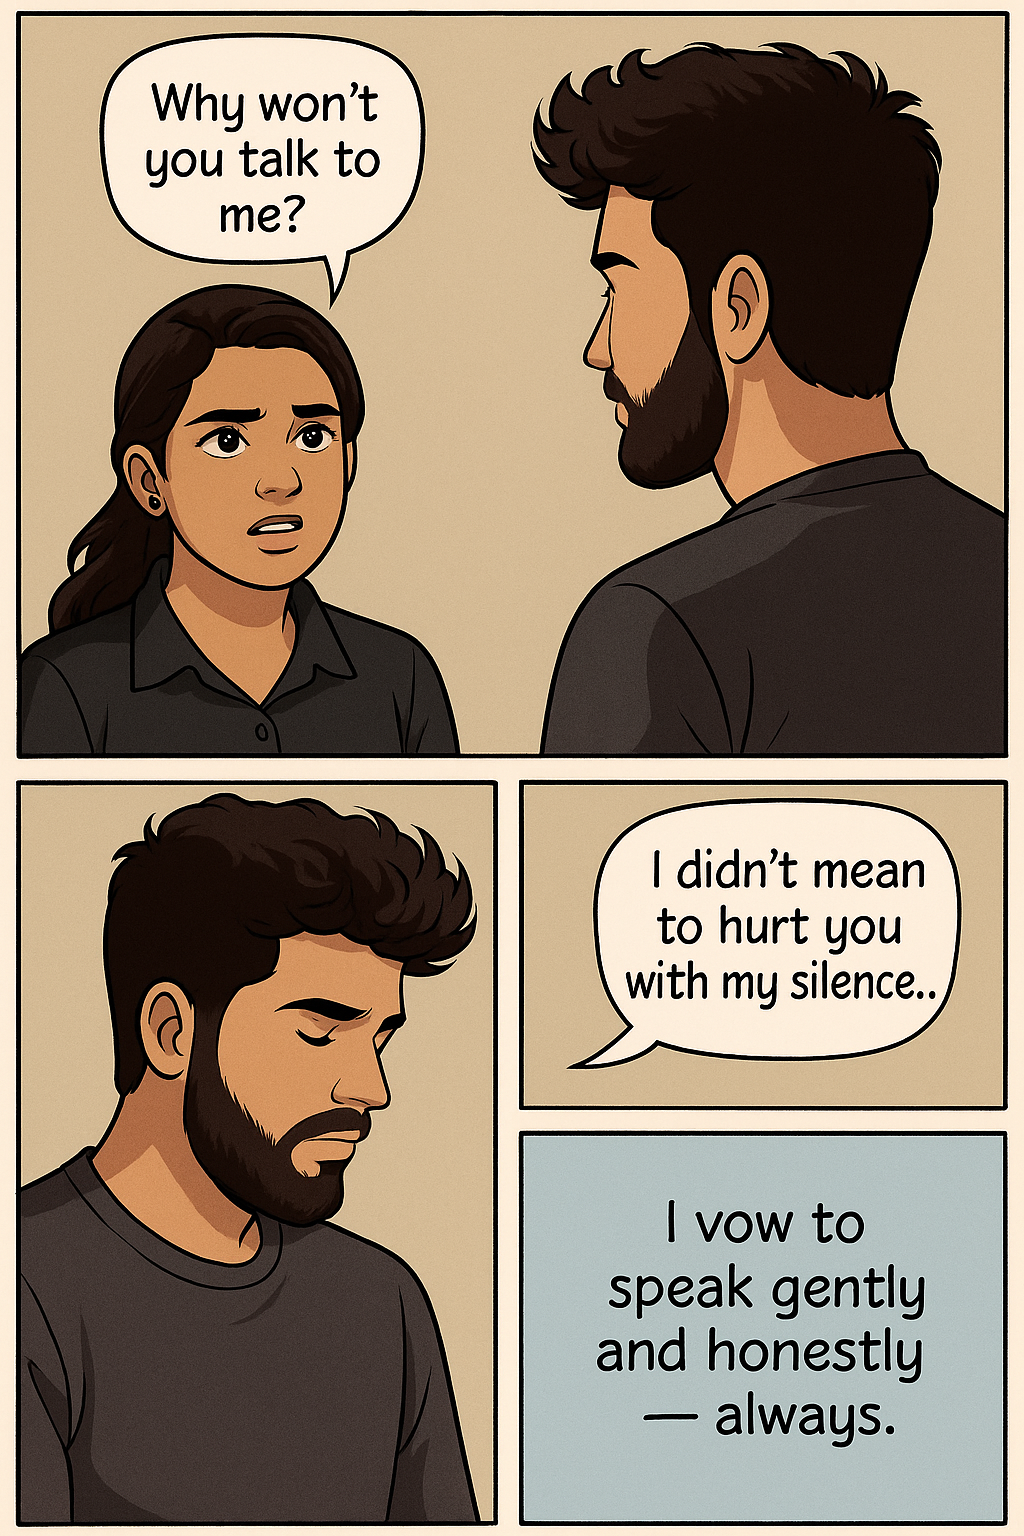 Why won't
you talk to
me?
I didn't mean
to hurt you
with my silence..
I vow to
speak gently
and honestly
— always.